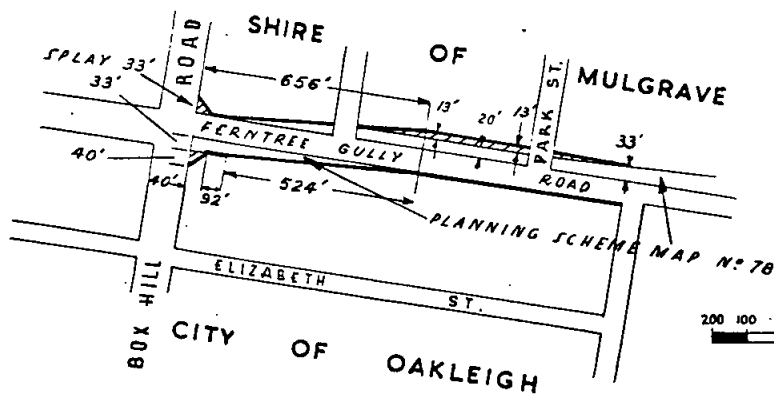 SHIRE OF MULGRAVE
ROAD
SPLAY 33'
33'
656'
13'
20'
13'
PARK ST.
33'
FERNTREE GULLY ROAD
40'
40'
92'
524'
PLANNING SCHEME MAP Nº 78
ELIZABETH ST.
BOX HILL
200 100
CITY OF OAKLEIGH